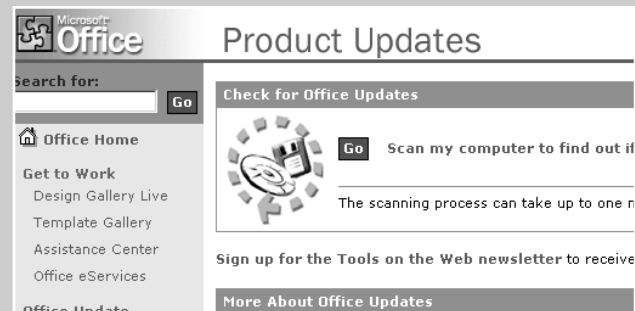 Microsoft
Office
Product Updates
Search for:
Go
Check for Office Updates
Office Home
Go Scan my computer to find out if
Get to Work
Design Gallery Live
The scanning process can take up to one
Template Gallery
Assistance Center
Sign up for the Tools on the Web newsletter to receive
Office eServices
More About Office Updates
Office Update